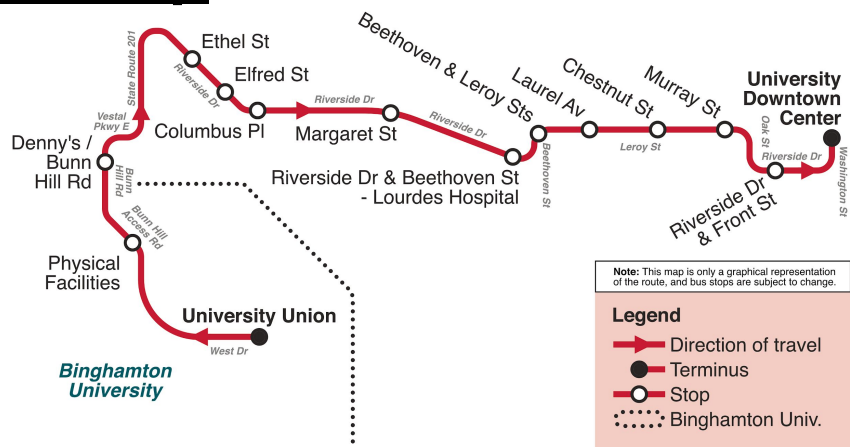 Ethel St
Elfred St
State Route 201
Riverside Dr
Vestal
Pkwy E
Columbus Pl
Riverside Dr
Margaret St
Riverside Dr
Beethoven & Leroy Sts
Laurel Av
Chestnut St
Murray St
University
Downtown
Center
Denny's /
Bunn
Hill Rd
Bunn
Hill Rd
Riverside Dr & Beethoven St
- Lourdes Hospital
Beethoven St
Leroy St
Oak St
Riverside Dr
Washington St
Riverside Dr
& Front St
Bunn Hill
Access Rd
Physical
Facilities
University Union
West Dr
Binghamton
University
Note: This map is only a graphical representation
of the route, and bus stops are subject to change.
Legend
Direction of travel
Terminus
Stop
Binghamton Univ.